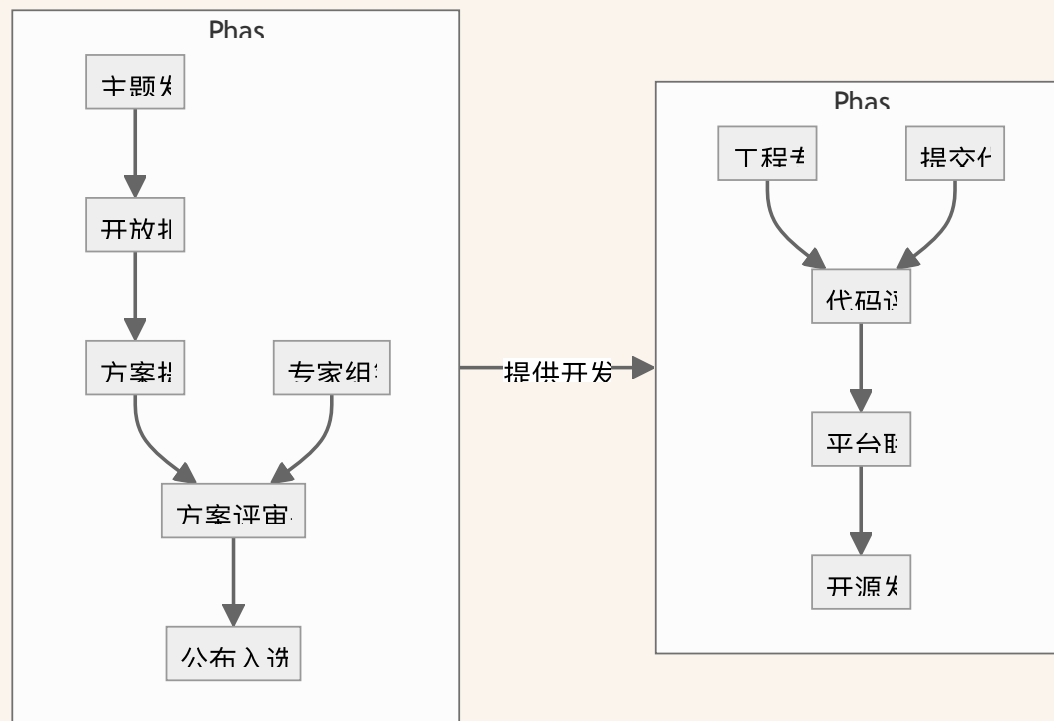 Phas
主题发
开放
方案提
专家组
方案评审
公布入选
提供开发
Phas
工程专
提交代
代码评
平台联
开源发